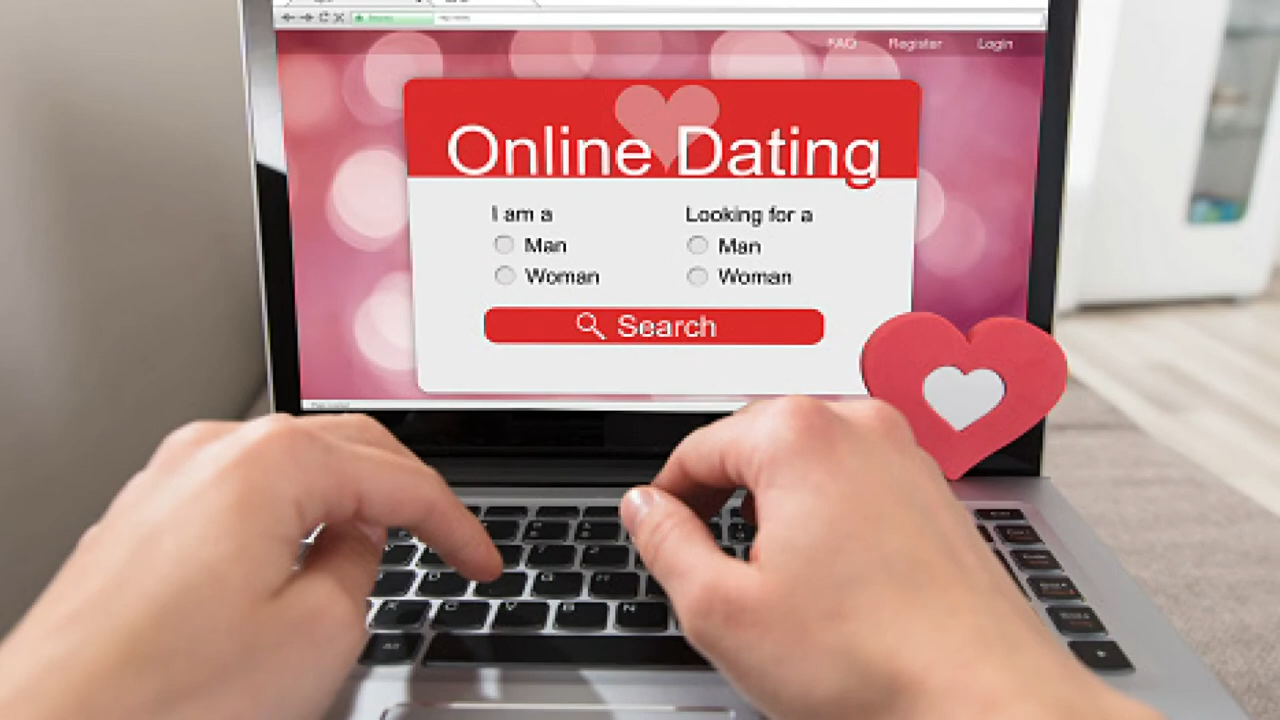 FAQ Register Login
Online Dating
I am a
Looking for a
Man
Man
Woman
Woman
Search
C V B N